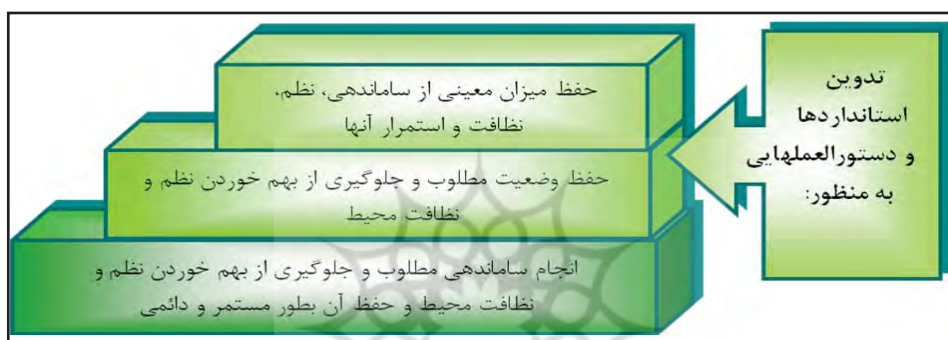 تدوین
استانداردها
و دستورالعملهایی
به منظور:
حفظ میزان معینی از ساماندهی، نظم،
نظافت و استمرار آنها
حفظ وضعیت مطلوب و جلوگیری از بهم خوردن نظم و
نظافت محیط
انجام ساماندهی مطلوب و جلوگیری از بهم خوردن نظم و
نظافت محیط و حفظ آن بطور مستمر و دائمی